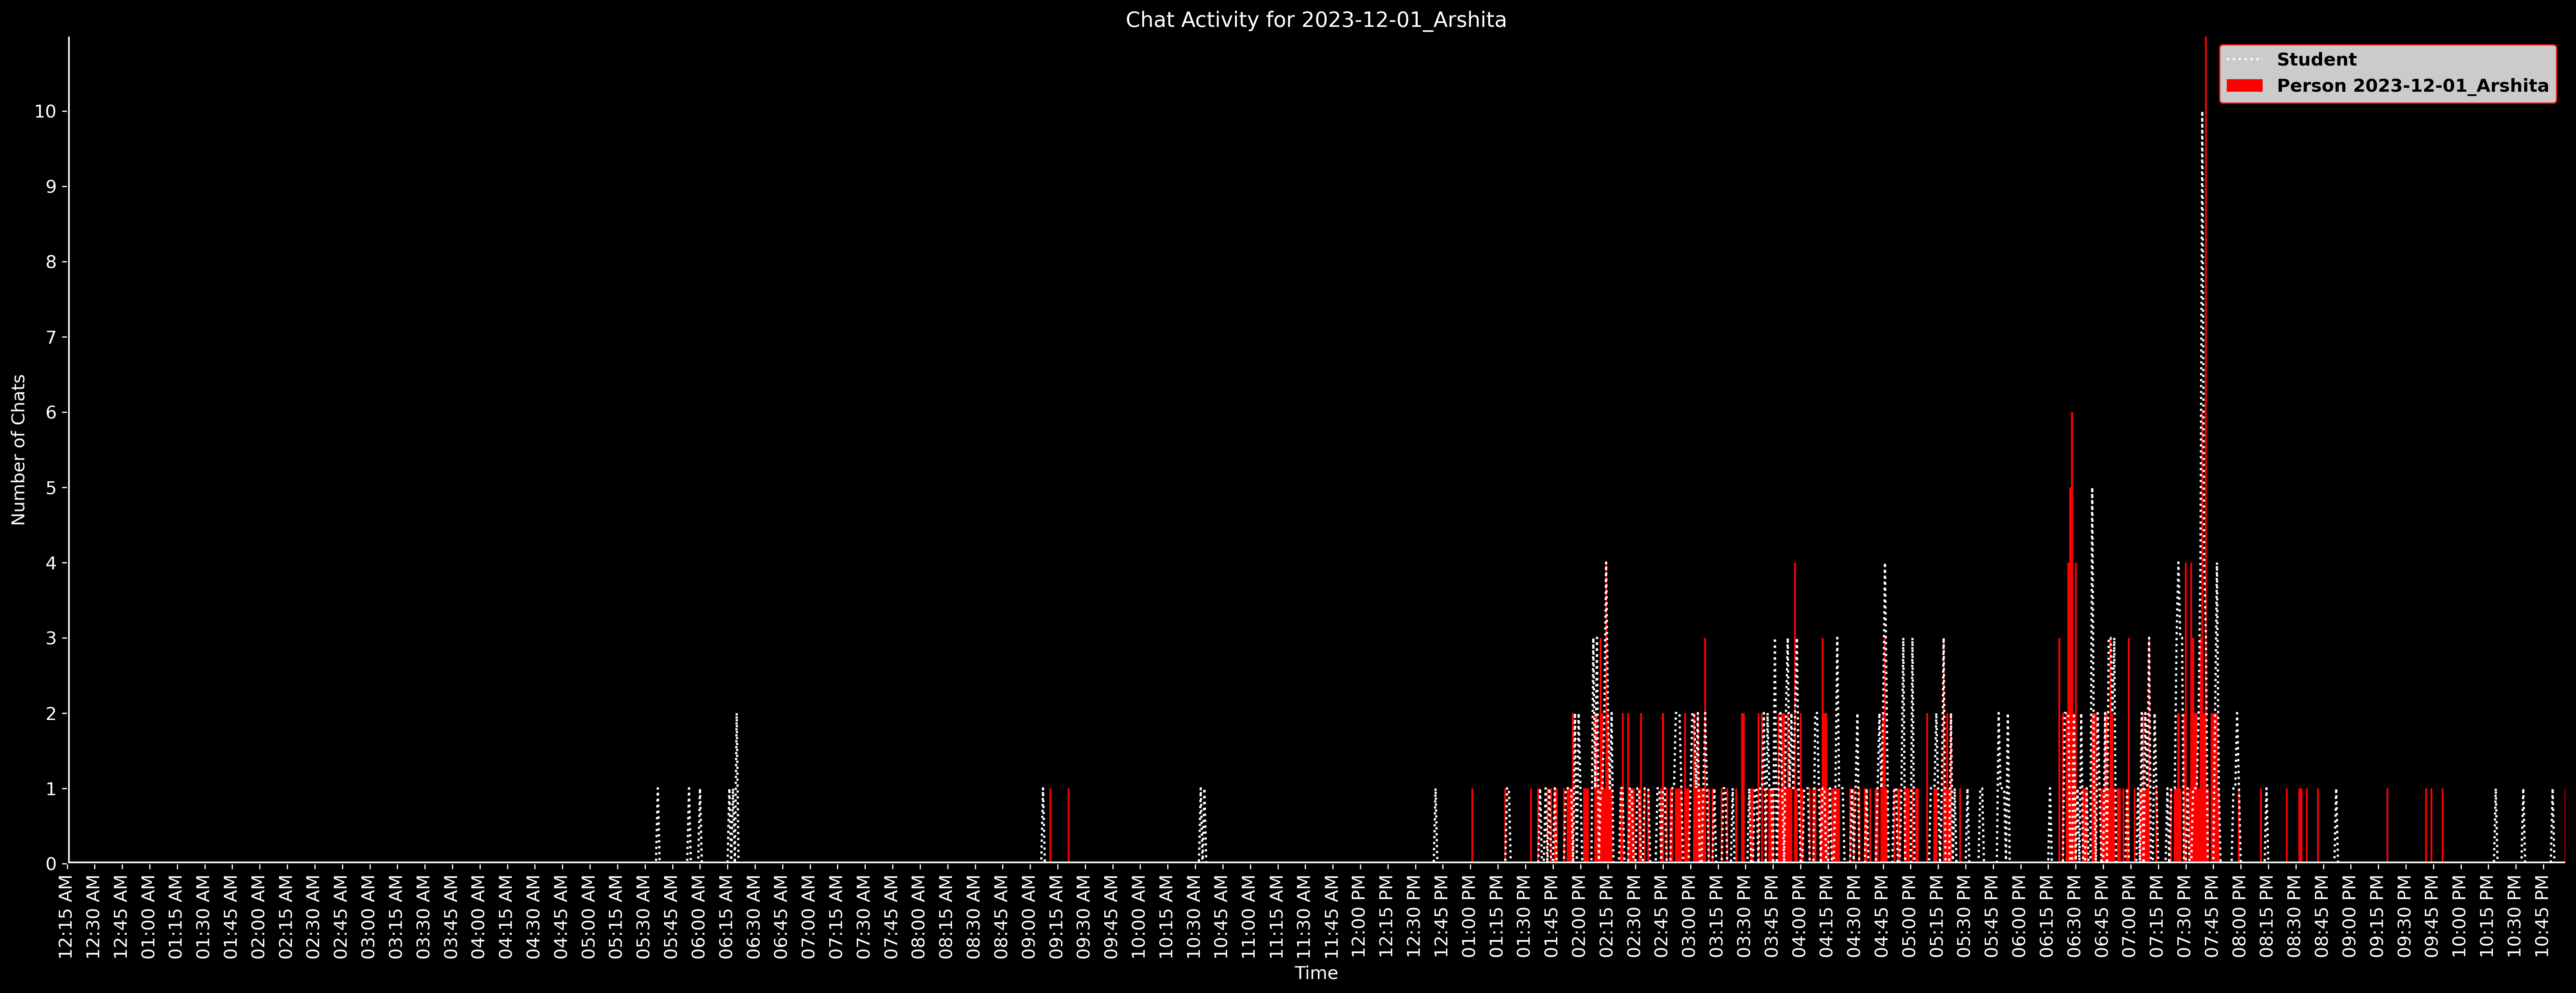 Chat Activity for 2023-12-01_Arshita
Student
Person 2023-12-01_Arshita
Number of Chats
10
9
8
7
6
5
4
3
2
1
0
12:15 AM
12:30 AM
12:45 AM
01:00 AM
01:15 AM
01:30 AM
01:45 AM
02:00 AM
02:15 AM
02:30 AM
02:45 AM
03:00 AM
03:15 AM
03:30 AM
03:45 AM
04:00 AM
04:15 AM
04:30 AM
04:45 AM
05:00 AM
05:15 AM
05:30 AM
05:45 AM
06:00 AM
06:15 AM
06:30 AM
06:45 AM
07:00 AM
07:15 AM
07:30 AM
07:45 AM
08:00 AM
08:15 AM
08:30 AM
08:45 AM
09:00 AM
09:15 AM
09:30 AM
09:45 AM
10:00 AM
10:15 AM
10:30 AM
10:45 AM
11:00 AM
11:15 AM
11:30 AM
11:45 AM
12:00 PM
12:15 PM
12:30 PM
12:45 PM
01:00 PM
01:15 PM
01:30 PM
01:45 PM
02:00 PM
02:15 PM
02:30 PM
02:45 PM
03:00 PM
03:15 PM
03:30 PM
03:45 PM
04:00 PM
04:15 PM
04:30 PM
04:45 PM
05:00 PM
05:15 PM
05:30 PM
05:45 PM
06:00 PM
06:15 PM
06:30 PM
06:45 PM
07:00 PM
07:15 PM
07:30 PM
07:45 PM
08:00 PM
08:15 PM
08:30 PM
08:45 PM
09:00 PM
09:15 PM
09:30 PM
09:45 PM
10:00 PM
10:15 PM
10:30 PM
10:45 PM
Time